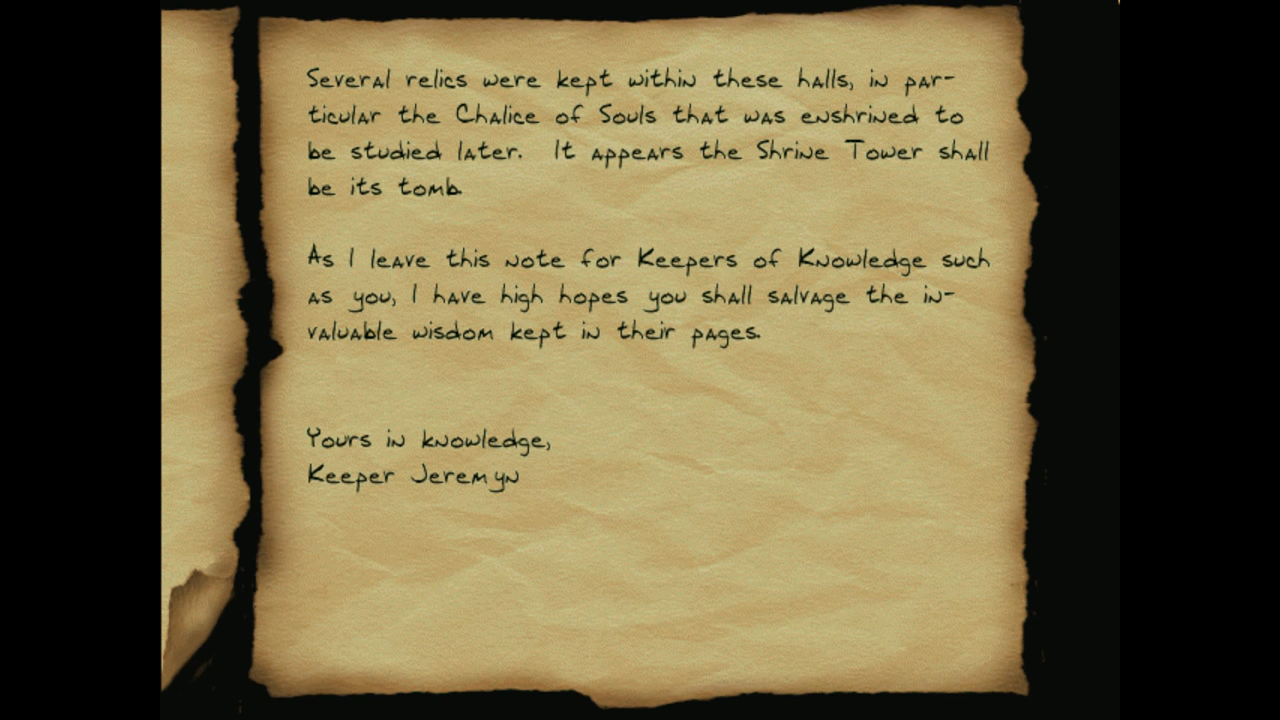 Several relics were kept within these halls, in par-
ticular the Chalice of Souls that was enshrined to
be studied later.  It appears the Shrine Tower shall
be its tomb.
As I leave this note for Keepers of Knowledge such
as you, I have high hopes you shall salvage the in-
valuable wisdom kept in their pages.
Yours in knowledge,
Keeper Jeremyn